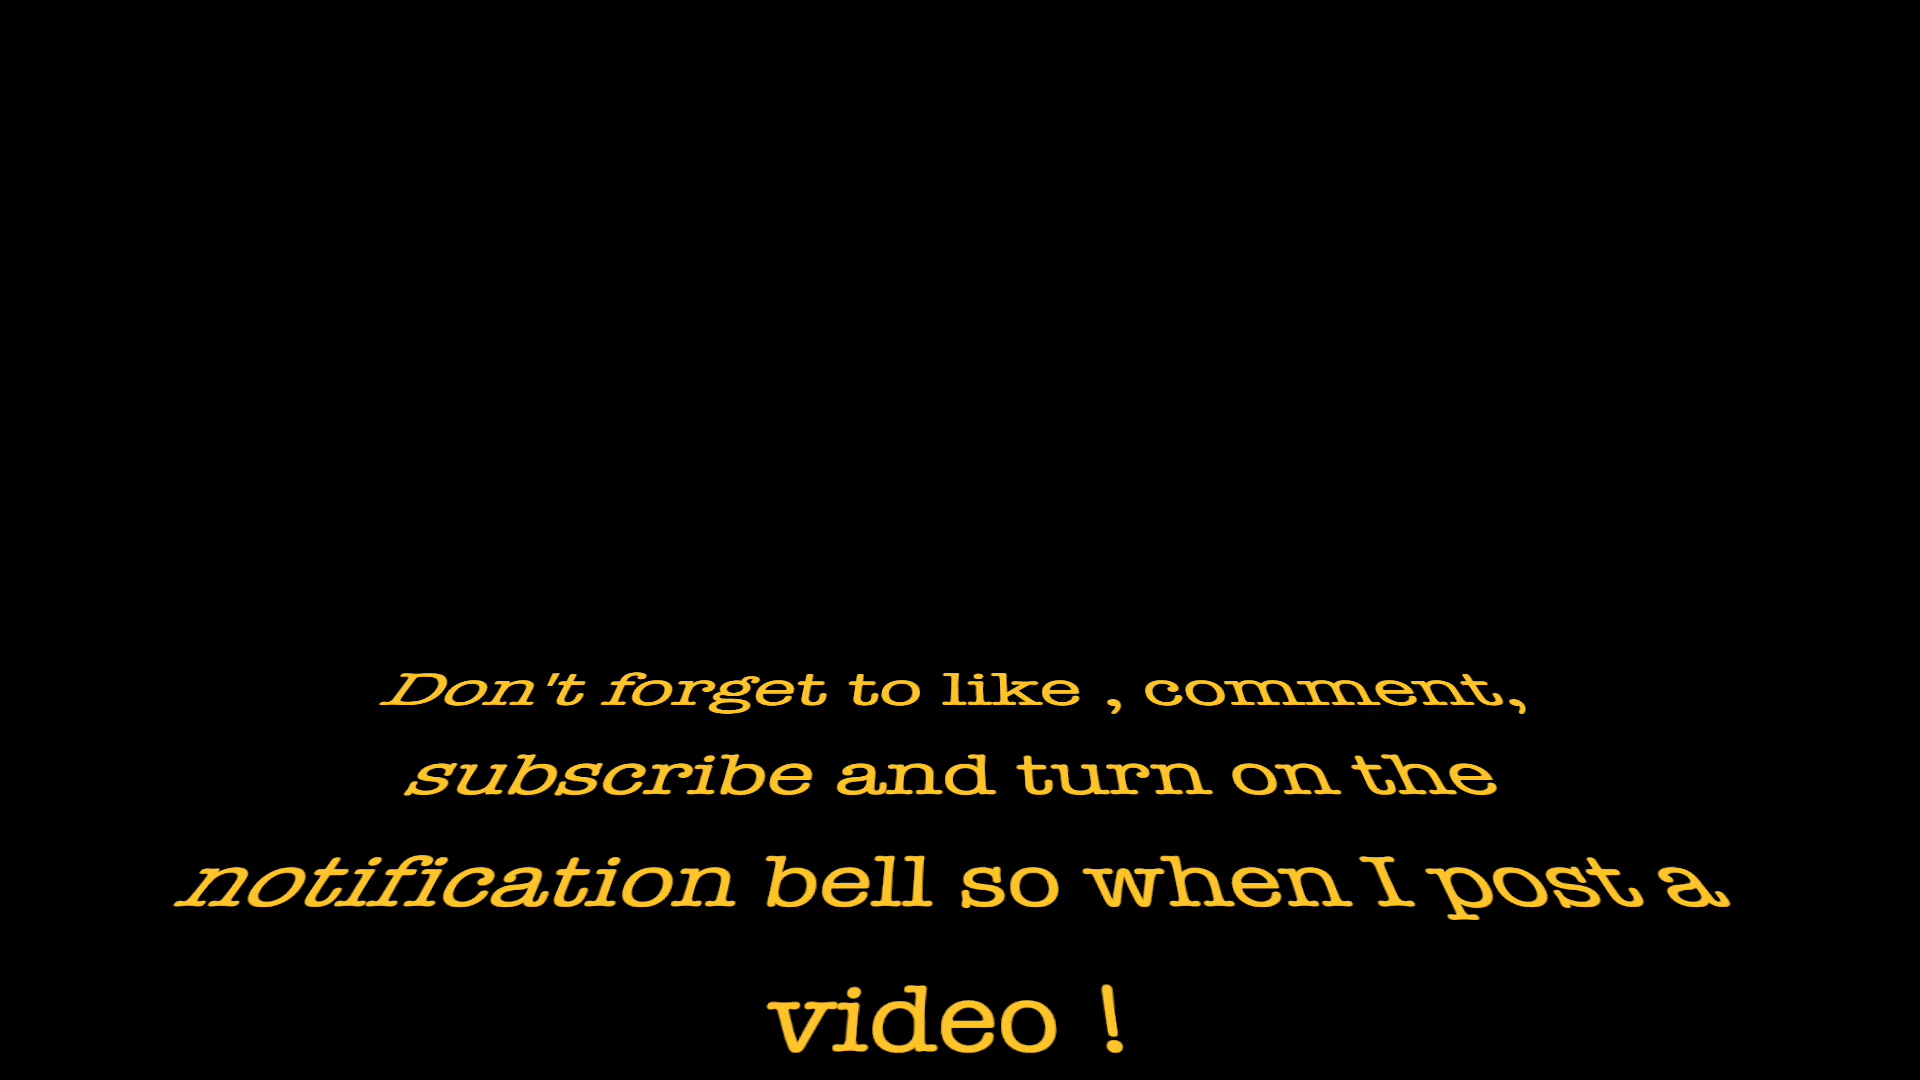 Don't forget to like , comment,
subscribe and turn on the
notification bell so when I post a
video !